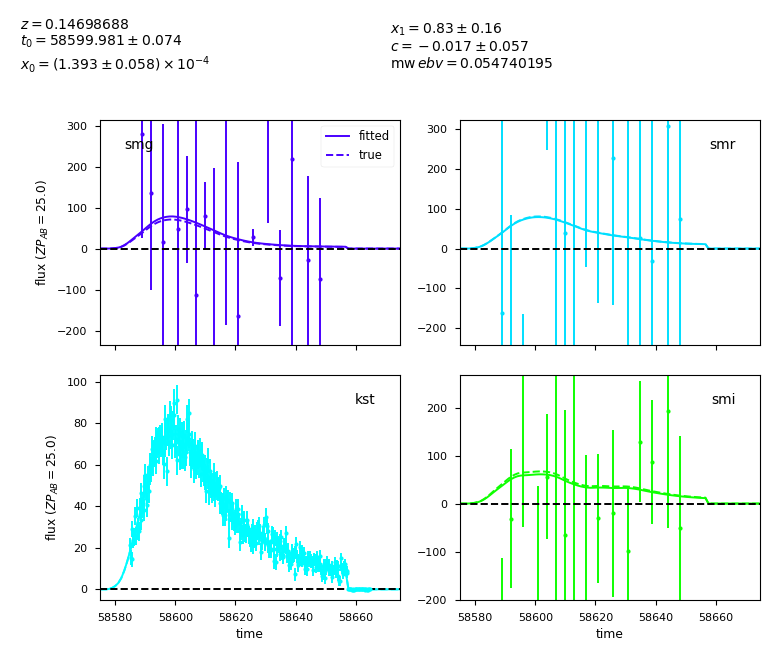 z = 0.14698688
t₀ = 58599.981 ± 0.074
x₀ = (1.393 ± 0.058) × 10⁻⁴
x₁ = 0.83 ± 0.16
c = −0.017 ± 0.057
mw ebv = 0.054740195
smg
fitted
true
300
200
100
0
−100
−200
flux (ZP_AB = 25.0)
smr
300
200
100
0
−100
−200
kst
100
80
60
40
20
0
flux (ZP_AB = 25.0)
58580 58600 58620 58640 58660
time
smi
200
100
0
−100
−200
58580 58600 58620 58640 58660
time